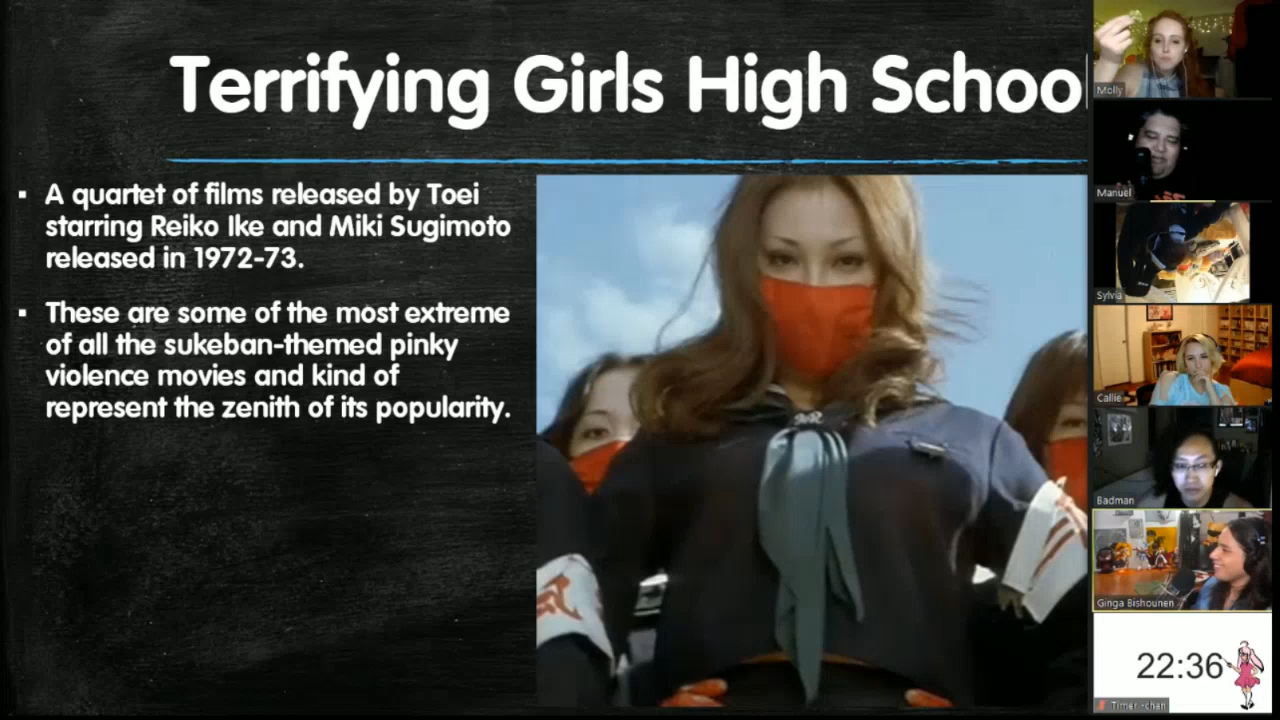 Terrifying Girls High Schoo
▪ A quartet of films released by Toei
starring Reiko Ike and Miki Sugimoto
released in 1972-73.
▪ These are some of the most extreme
of all the sukeban-themed pinky
violence movies and kind of
represent the zenith of its popularity.
Molly
Manuel
Sylvia
Callie
Badman
Ginga Bishounen
22:36
Timer-chan